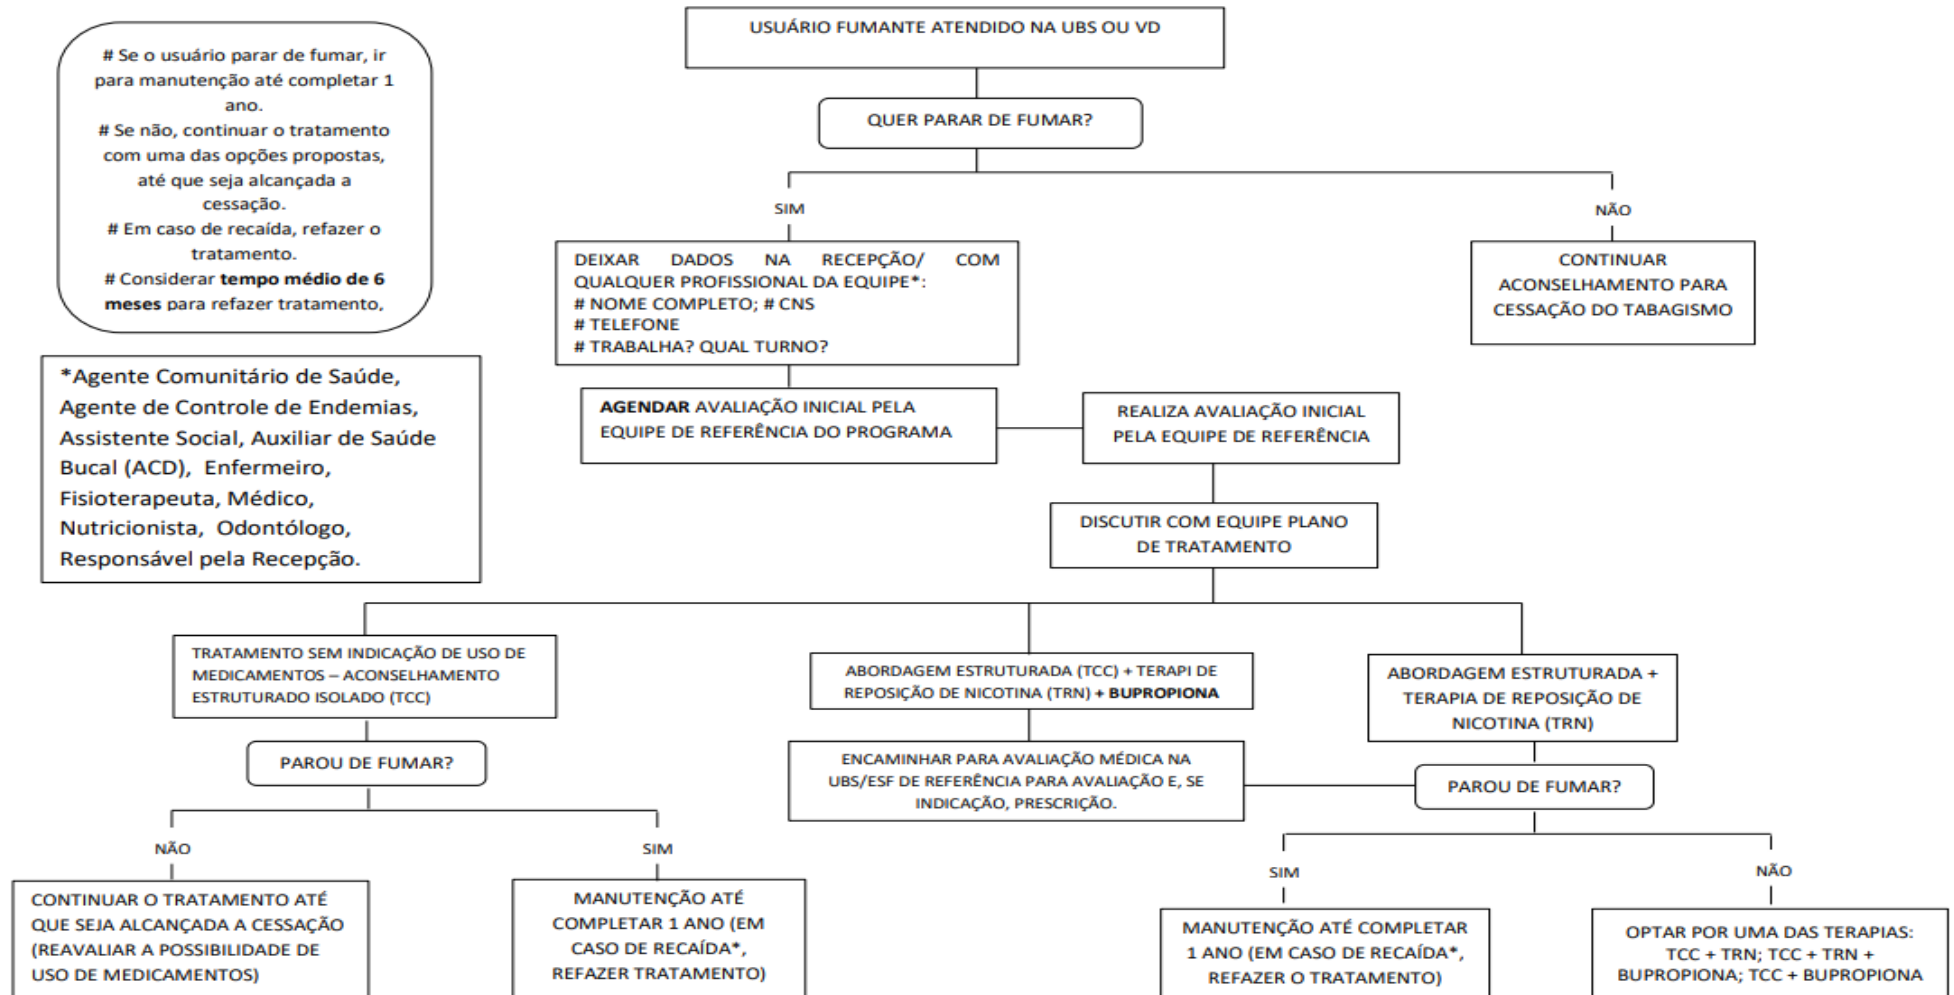 USUÁRIO FUMANTE ATENDIDO NA UBS OU VD
# Se o usuário parar de fumar, ir
para manutenção até completar 1
ano.
# Se não, continuar o tratamento
com uma das opções propostas,
até que seja alcançada a
cessação.
# Em caso de recaída, refazer o
tratamento.
# Considerar tempo médio de 6
meses para refazer tratamento,
QUER PARAR DE FUMAR?
SIM
NÃO
DEIXAR DADOS NA RECEPÇÃO/ COM
QUALQUER PROFISSIONAL DA EQUIPE*:
# NOME COMPLETO; # CNS
# TELEFONE
# TRABALHA? QUAL TURNO?
CONTINUAR
ACONSELHAMENTO PARA
CESSAÇÃO DO TABAGISMO
*Agente Comunitário de Saúde,
Agente de Controle de Endemias,
Assistente Social, Auxiliar de Saúde
Bucal (ACD), Enfermeiro,
Fisioterapeuta, Médico,
Nutricionista, Odontólogo,
Responsável pela Recepção.
AGENDAR AVALIAÇÃO INICIAL PELA
EQUIPE DE REFERÊNCIA DO PROGRAMA
REALIZA AVALIAÇÃO INICIAL
PELA EQUIPE DE REFERÊNCIA
DISCUTIR COM EQUIPE PLANO
DE TRATAMENTO
TRATAMENTO SEM INDICAÇÃO DE USO DE
MEDICAMENTOS – ACONSELHAMENTO
ESTRUTURADO ISOLADO (TCC)
ABORDAGEM ESTRUTURADA (TCC) + TERAPI DE
REPOSIÇÃO DE NICOTINA (TRN) + BUPROPIONA
ABORDAGEM ESTRUTURADA +
TERAPIA DE REPOSIÇÃO DE
NICOTINA (TRN)
PAROU DE FUMAR?
ENCAMINHAR PARA AVALIAÇÃO MÉDICA NA
UBS/ESF DE REFERÊNCIA PARA AVALIAÇÃO E, SE
INDICAÇÃO, PRESCRIÇÃO.
PAROU DE FUMAR?
NÃO
SIM
SIM
NÃO
CONTINUAR O TRATAMENTO ATÉ
QUE SEJA ALCANÇADA A CESSAÇÃO
(REAVALIAR A POSSIBILIDADE DE
USO DE MEDICAMENTOS)
MANUTENÇÃO ATÉ
COMPLETAR 1 ANO (EM
CASO DE RECAÍDA*,
REFAZER TRATAMENTO)
MANUTENÇÃO ATÉ COMPLETAR
1 ANO (EM CASO DE RECAÍDA*,
REFAZER O TRATAMENTO)
OPTAR POR UMA DAS TERAPIAS:
TCC + TRN; TCC + TRN +
BUPROPIONA; TCC + BUPROPIONA